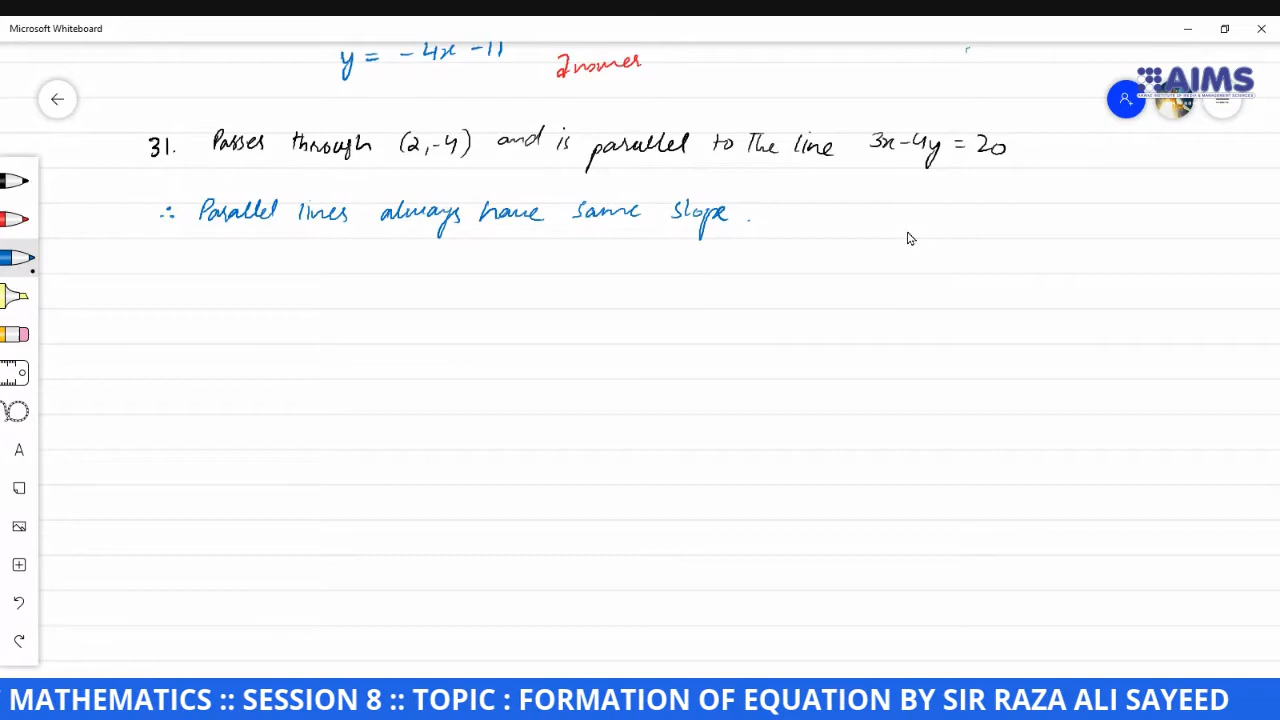 Microsoft Whiteboard
y = -4x -11 Answer
AIMS
31. Passes through (2,-4) and is parallel to The line 3x-4y = 20
∴ Parallel lines always have same slope.
A
MATHEMATICS :: SESSION 8 :: TOPIC : FORMATION OF EQUATION BY SIR RAZA ALI SAYEED